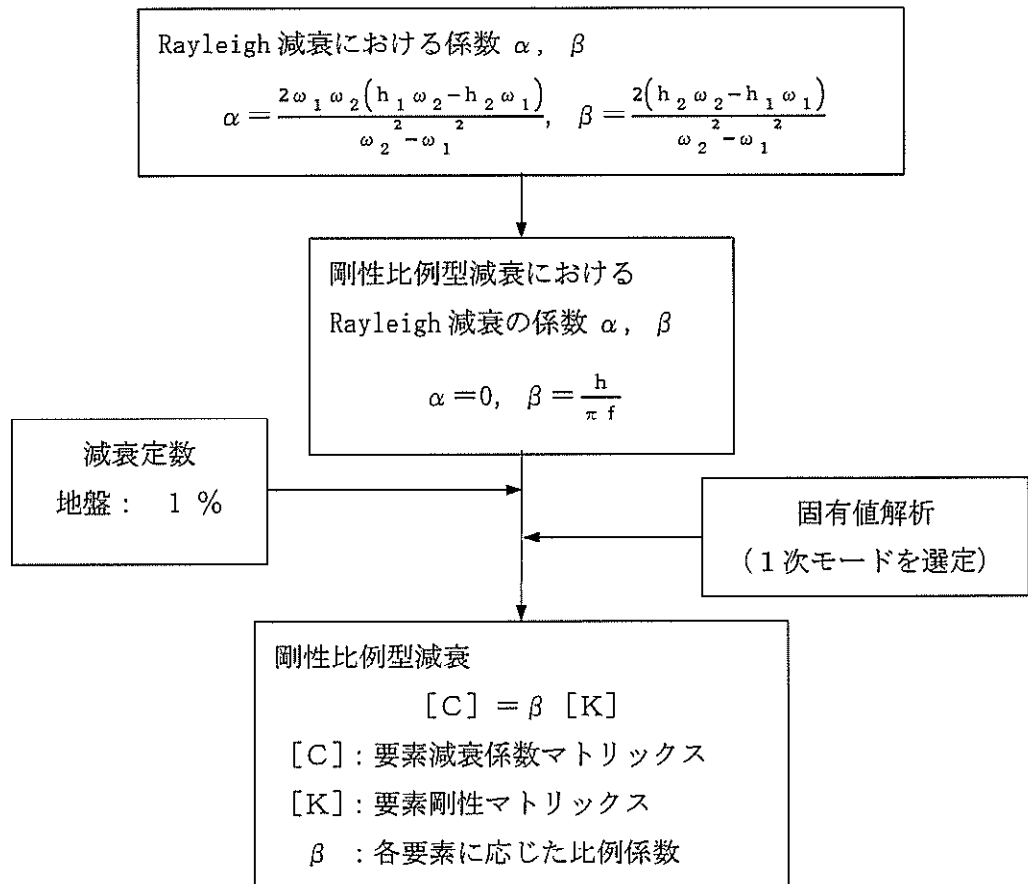 Rayleigh 減衰における係数 α, β
α＝2ω₁ω₂(h₁ω₂−h₂ω₁)/(ω₂²−ω₁²), β＝2(h₂ω₂−h₁ω₁)/(ω₂²−ω₁²)
剛性比例型減衰における
Rayleigh 減衰の係数 α, β
α＝0, β＝h/(π f)
減衰定数
地盤： 1 %
固有値解析
（1次モードを選定）
剛性比例型減衰
［C］＝β［K］
［C］：要素減衰係数マトリックス
［K］：要素剛性マトリックス
β ：各要素に応じた比例係数